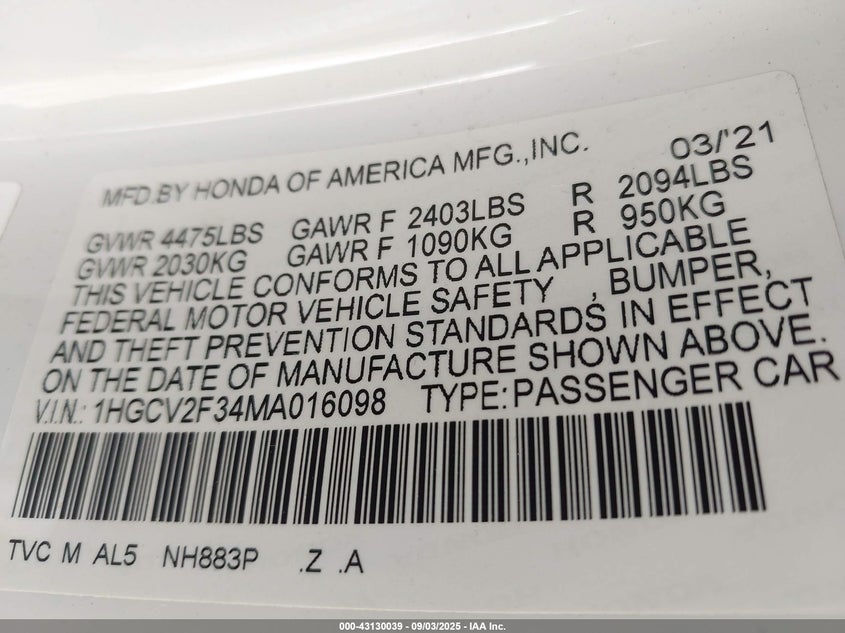 MFD.BY HONDA OF AMERICA MFG.,INC. 03/'21
GVWR 4475LBS GAWR F 2403LBS R 2094LBS
GVWR 2030KG GAWR F 1090KG R 950KG
THIS VEHICLE CONFORMS TO ALL APPLICABLE
FEDERAL MOTOR VEHICLE SAFETY , BUMPER,
AND THEFT PREVENTION STANDARDS IN EFFECT
ON THE DATE OF MANUFACTURE SHOWN ABOVE.
V.I.N.: 1HGCV2F34MA016098 TYPE:PASSENGER CAR
TVC M AL5 NH883P .Z .A
000-43130039 - 09/03/2025 - IAA Inc.